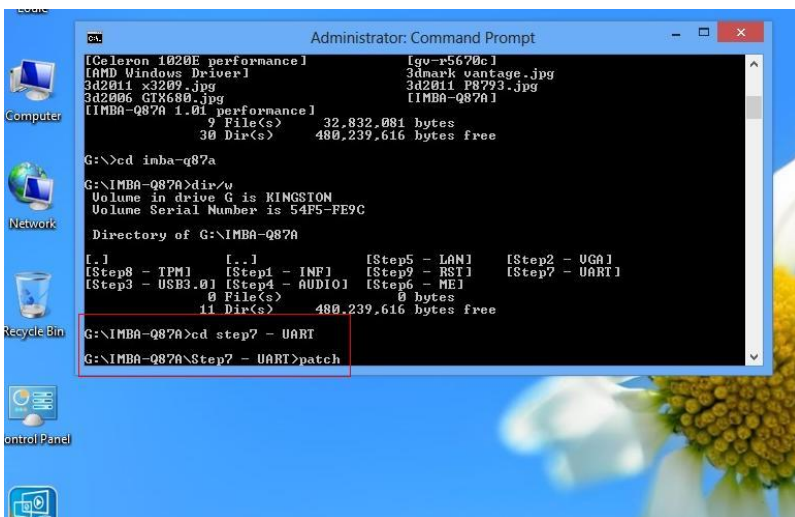 Administrator: Command Prompt
[Celeron 1020E performance] [gv-r5670c]
[AMD Windows Driver] 3dmark vantage.jpg
3d2011 x3209.jpg 3d2011 P8793.jpg
3d2006 GTX680.jpg [IMBA-Q87A]
[IMBA-Q87A 1.01 performance]
9 File(s) 32,832,081 bytes
30 Dir(s) 480,239,616 bytes free
G:\>cd imba-q87a
G:\IMBA-Q87A>dir/w
Volume in drive G is KINGSTON
Volume Serial Number is 54F5-FE9C
Directory of G:\IMBA-Q87A
[.] [..] [Step5 - LAN] [Step2 - VGA]
[Step8 - TPM] [Step1 - INF] [Step9 - RST] [Step7 - UART]
[Step3 - USB3.0] [Step4 - AUDIO] [Step6 - ME]
0 File(s) 0 bytes
11 Dir(s) 480,239,616 bytes free
G:\IMBA-Q87A>cd step7 - UART
G:\IMBA-Q87A\Step7 - UART>patch
Computer
Network
Recycle Bin
ontrol Panel